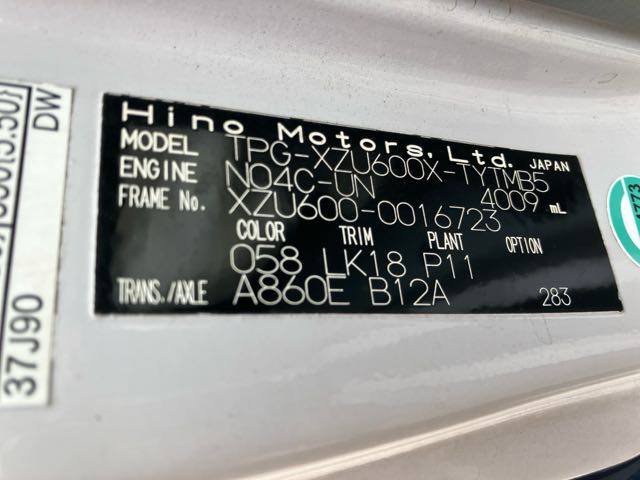 Hino Motors, Ltd. JAPAN
MODEL TPG-XZU600X-TYTMB5
ENGINE N04C-UN 4009 mL
FRAME No. XZU600-0016723
COLOR TRIM PLANT OPTION
058 LK18 P11
TRANS./AXLE A860E B12A 283
DW
37J90